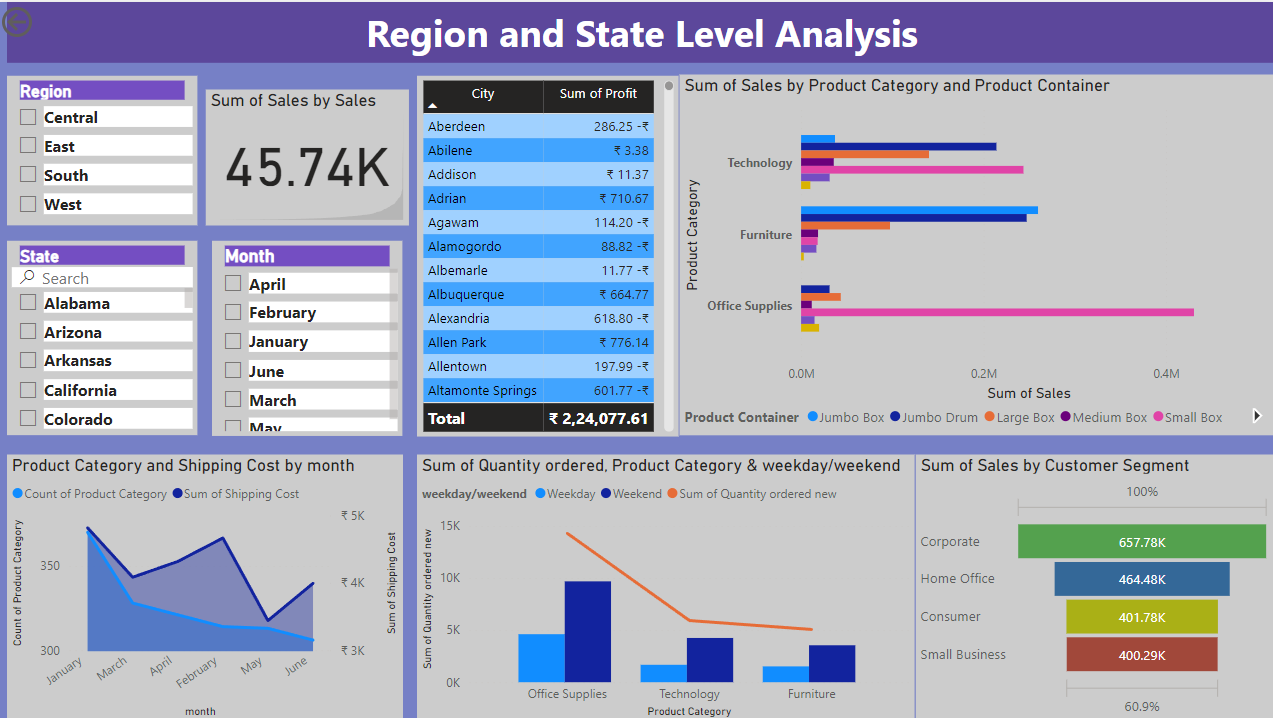 Region and State Level Analysis
Region
Central
East
South
West
Sum of Sales by Sales
45.74K
State
Search
Alabama
Arizona
Arkansas
California
Colorado
Month
April
February
January
June
March
May
City Sum of Profit
Aberdeen 286.25 -₹
Abilene ₹ 3.38
Addison ₹ 11.37
Adrian ₹ 710.67
Agawam 114.20 -₹
Alamogordo 88.82 -₹
Albemarle 11.77 -₹
Albuquerque ₹ 664.77
Alexandria 618.80 -₹
Allen Park ₹ 776.14
Allentown 197.99 -₹
Altamonte Springs 601.77 -₹
Total ₹ 2,24,077.61
Sum of Sales by Product Category and Product Container
Product Category
Technology
Furniture
Office Supplies
0.0M 0.2M 0.4M
Sum of Sales
Product Container Jumbo Box Jumbo Drum Large Box Medium Box Small Box
Product Category and Shipping Cost by month
Count of Product Category Sum of Shipping Cost
Count of Product Category
350
300
₹ 5K
₹ 4K
₹ 3K
Sum of Shipping Cost
January March April February May June
month
Sum of Quantity ordered, Product Category & weekday/weekend
weekday/weekend Weekday Weekend Sum of Quantity ordered new
Sum of Quantity ordered new
15K
10K
5K
0K
Office Supplies Technology Furniture
Product Category
Sum of Sales by Customer Segment
100%
Corporate 657.78K
Home Office 464.48K
Consumer 401.78K
Small Business 400.29K
60.9%